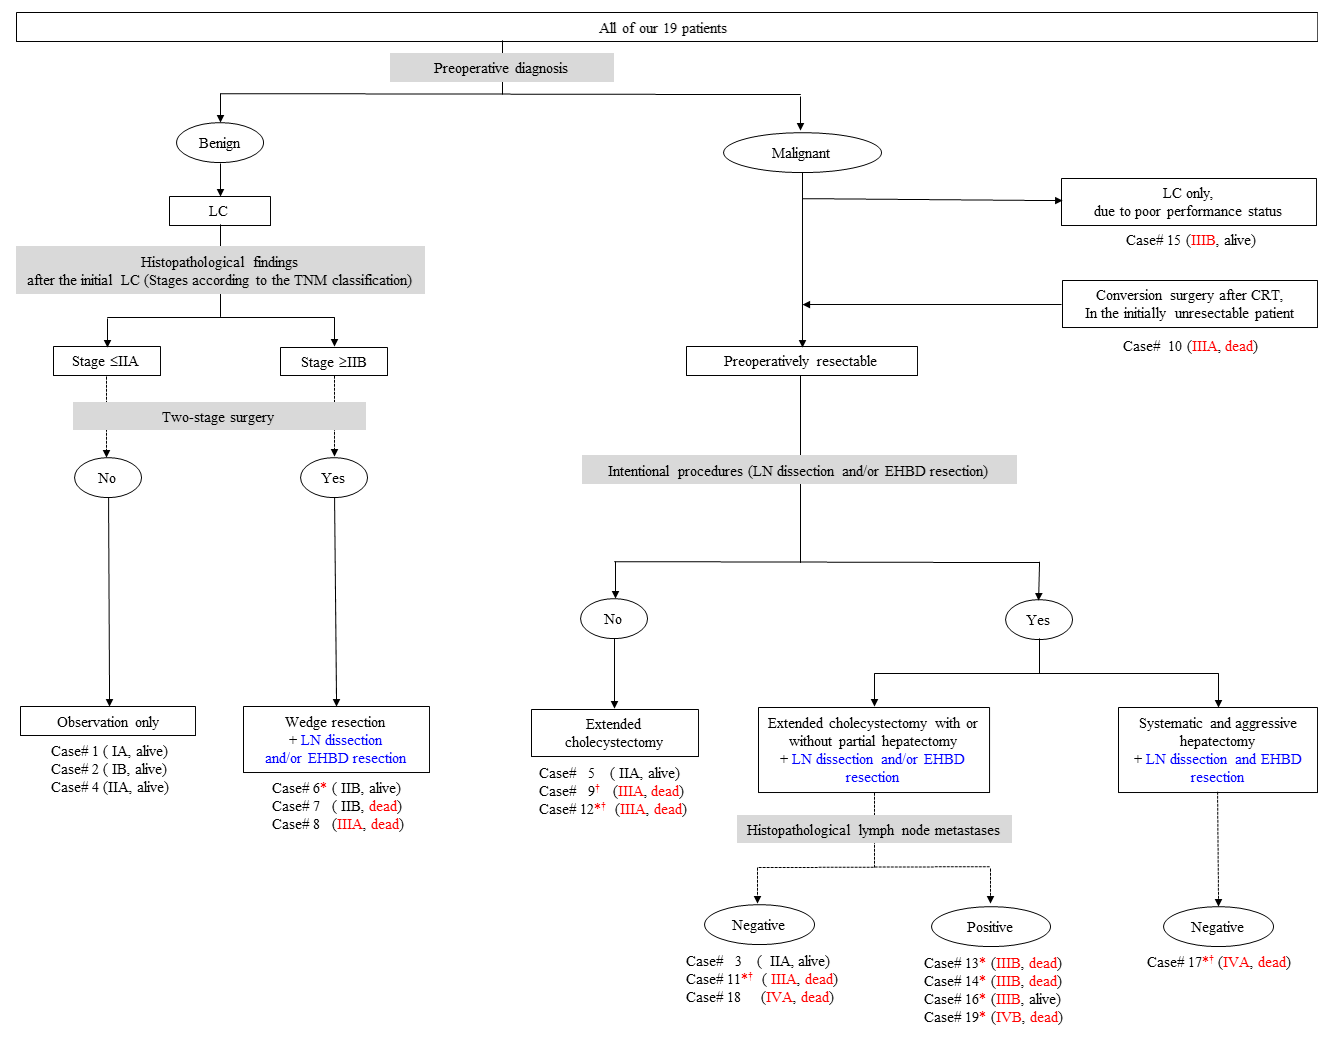 All of our 19 patients
Preoperative diagnosis
Benign
Malignant
LC
LC only,
due to poor performance status
Case# 15 (IIIB, alive)
Histopathological findings
after the initial LC (Stages according to the TNM classification)
Conversion surgery after CRT,
In the initially unresectable patient
Case# 10 (IIIA, dead)
Stage ≤IIA
Stage ≥IIB
Preoperatively resectable
Two-stage surgery
No
Yes
Intentional procedures (LN dissection and/or EHBD resection)
No
Yes
Observation only
Case# 1 ( IA, alive)
Case# 2 ( IB, alive)
Case# 4 (IIA, alive)
Wedge resection
+ LN dissection
and/or EHBD resection
Case# 6* ( IIB, alive)
Case# 7 ( IIB, dead)
Case# 8 (IIIA, dead)
Extended
cholecystectomy
Case# 5 ( IIA, alive)
Case# 9† (IIIA, dead)
Case# 12*† (IIIA, dead)
Extended cholecystectomy with or
without partial hepatectomy
+ LN dissection and/or EHBD
resection
Systematic and aggressive
hepatectomy
+ LN dissection and EHBD
resection
Histopathological lymph node metastases
Negative
Case# 3 ( IIA, alive)
Case# 11*† ( IIIA, dead)
Case# 18 (IVA, dead)
Positive
Case# 13* (IIIB, dead)
Case# 14* (IIIB, dead)
Case# 16* (IIIB, alive)
Case# 19* (IVB, dead)
Negative
Case# 17*† (IVA, dead)